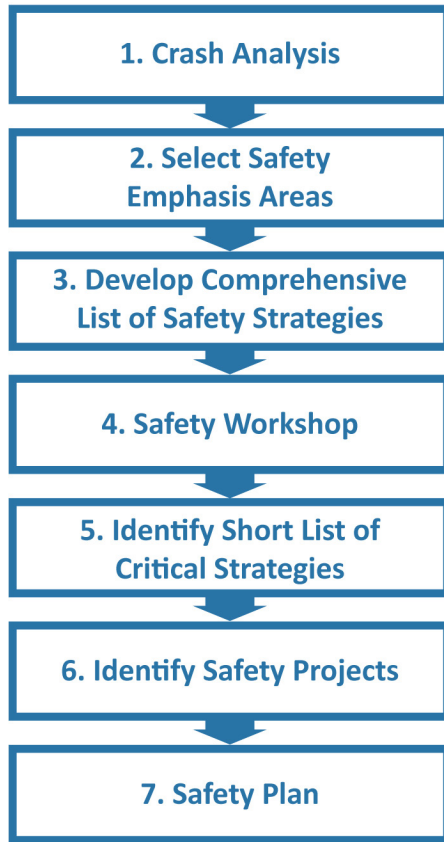 1. Crash Analysis
2. Select Safety
Emphasis Areas
3. Develop Comprehensive
List of Safety Strategies
4. Safety Workshop
5. Identify Short List of
Critical Strategies
6. Identify Safety Projects
7. Safety Plan